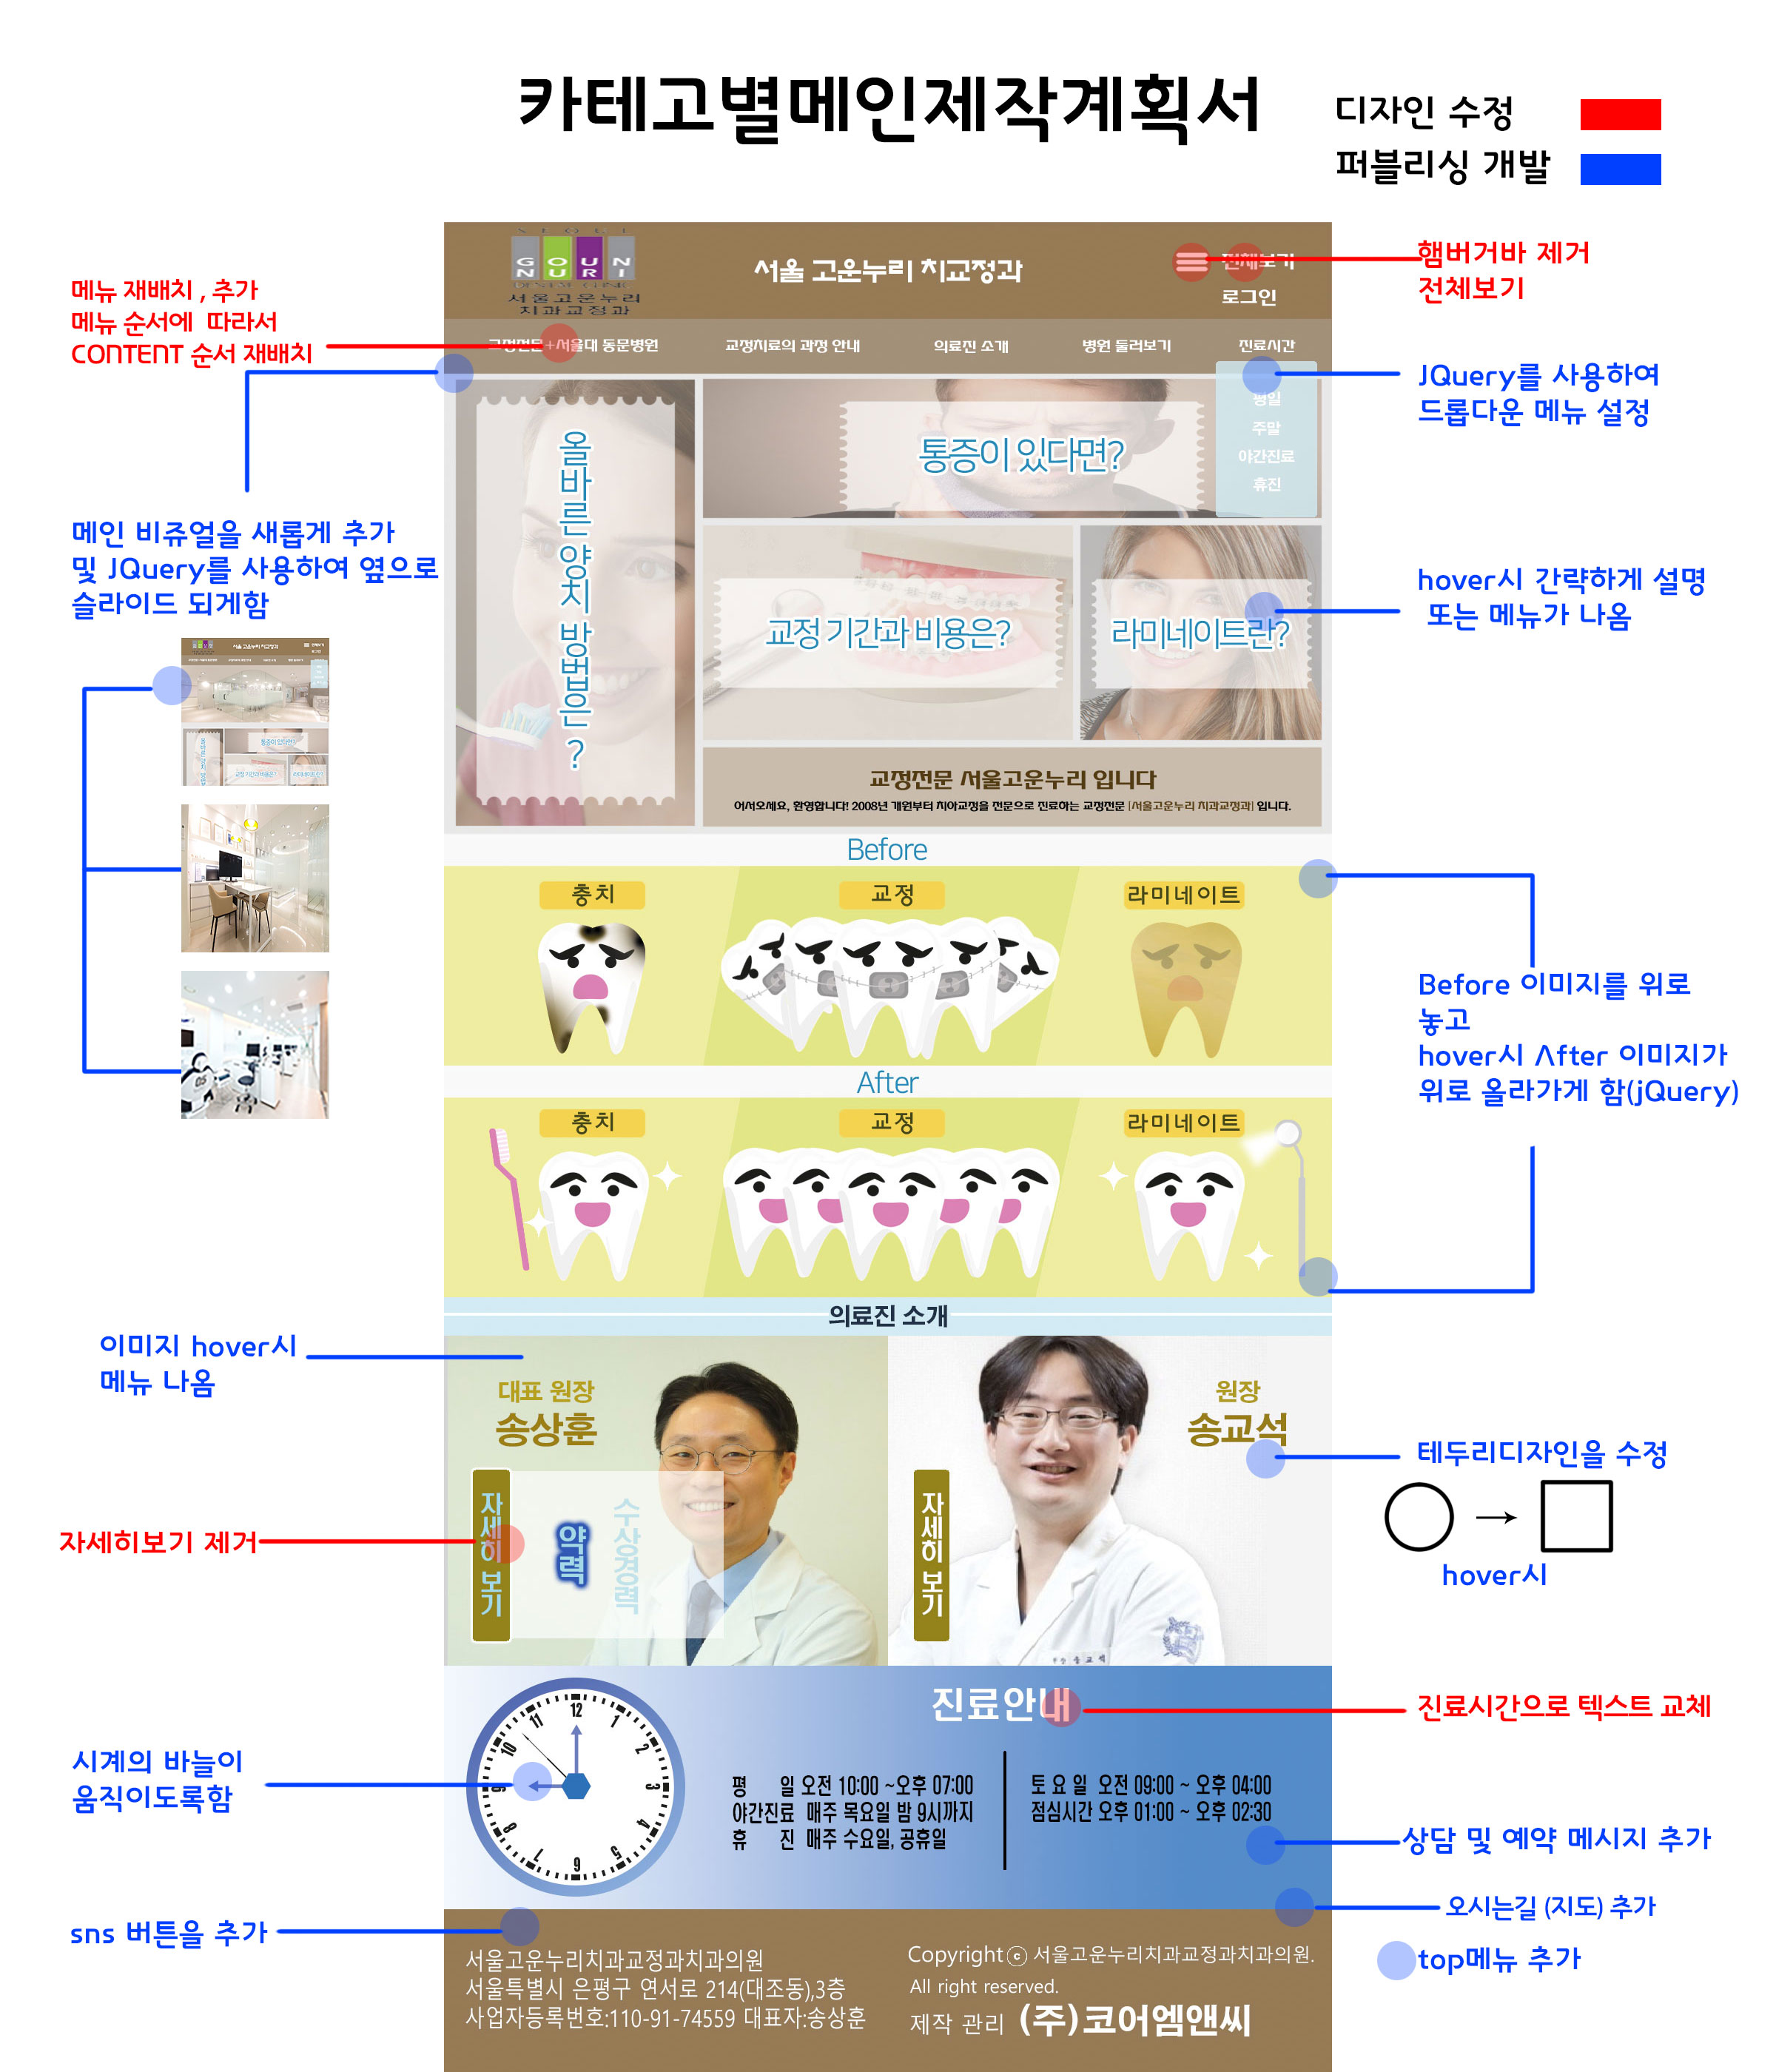 카테고별메인제작계획서
디자인 수정
퍼블리싱 개발
SEOUL
GOUN
NURI
DENTAL CLINIC
서울고운누리
치과교정과
서울 고운누리 치교정과
전체보기
로그인
햄버거바 제거
전체보기
메뉴 재배치 , 추가
메뉴 순서에 따라서
CONTENT 순서 재배치
교정전문+서울대 동문병원
교정치료의 과정 안내
의료진 소개
병원 둘러보기
진료시간
평일
주말
야간진료
휴진
JQuery를 사용하여
드롭다운 메뉴 설정
올바른 양치 방법은 ?
통증이 있다면?
교정 기간과 비용은?
라미네이트란?
메인 비쥬얼을 새롭게 추가
및 JQuery를 사용하여 옆으로
슬라이드 되게함
hover시 간략하게 설명
또는 메뉴가 나옴
교정전문 서울고운누리 입니다
어서오세요, 환영합니다! 2008년 개원부터 치아교정을 전문으로 진료하는 교정전문 [서울고운누리 치과교정과] 입니다.
Before
충치
교정
라미네이트
After
충치
교정
라미네이트
Before 이미지를 위로
놓고
hover시 After 이미지가
위로 올라가게 함(jQuery)
의료진 소개
이미지 hover시
메뉴 나옴
대표 원장
송상훈
자세히 보기
약력
수상경력
원장
송교석
자세히 보기
자세히보기 제거
테두리디자인을 수정
→
hover시
진료안내
진료시간으로 텍스트 교체
12
1
2
3
4
5
6
7
8
9
10
11
평 일 오전 10:00 ~오후 07:00
야간진료 매주 목요일 밤 9시까지
휴 진 매주 수요일, 공휴일
토 요 일 오전 09:00 ~ 오후 04:00
점심시간 오후 01:00 ~ 오후 02:30
시계의 바늘이
움직이도록함
상담 및 예약 메시지 추가
오시는길 (지도) 추가
top메뉴 추가
sns 버튼을 추가
서울고운누리치과교정과치과의원
서울특별시 은평구 연서로 214(대조동),3층
사업자등록번호:110-91-74559 대표자:송상훈
Copyright ⓒ 서울고운누리치과교정과치과의원.
All right reserved.
제작 관리 (주)코어엠앤씨